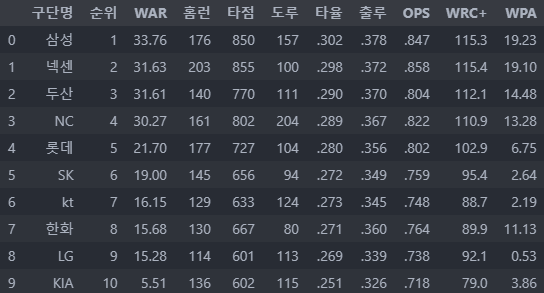 구단명 순위 WAR 홈런 타점 도루 타율 출루 OPS WRC+ WPA
0 삼성 1 33.76 176 850 157 .302 .378 .847 115.3 19.23
1 넥센 2 31.63 203 855 100 .298 .372 .858 115.4 19.10
2 두산 3 31.61 140 770 111 .290 .370 .804 112.1 14.48
3 NC 4 30.27 161 802 204 .289 .367 .822 110.9 13.28
4 롯데 5 21.70 177 727 104 .280 .356 .802 102.9 6.75
5 SK 6 19.00 145 656 94 .272 .349 .759 95.4 2.64
6 kt 7 16.15 129 633 124 .273 .345 .748 88.7 2.19
7 한화 8 15.68 130 667 80 .271 .360 .764 89.9 11.13
8 LG 9 15.28 114 601 113 .269 .339 .738 92.1 0.53
9 KIA 10 5.51 136 602 115 .251 .326 .718 79.0 3.86